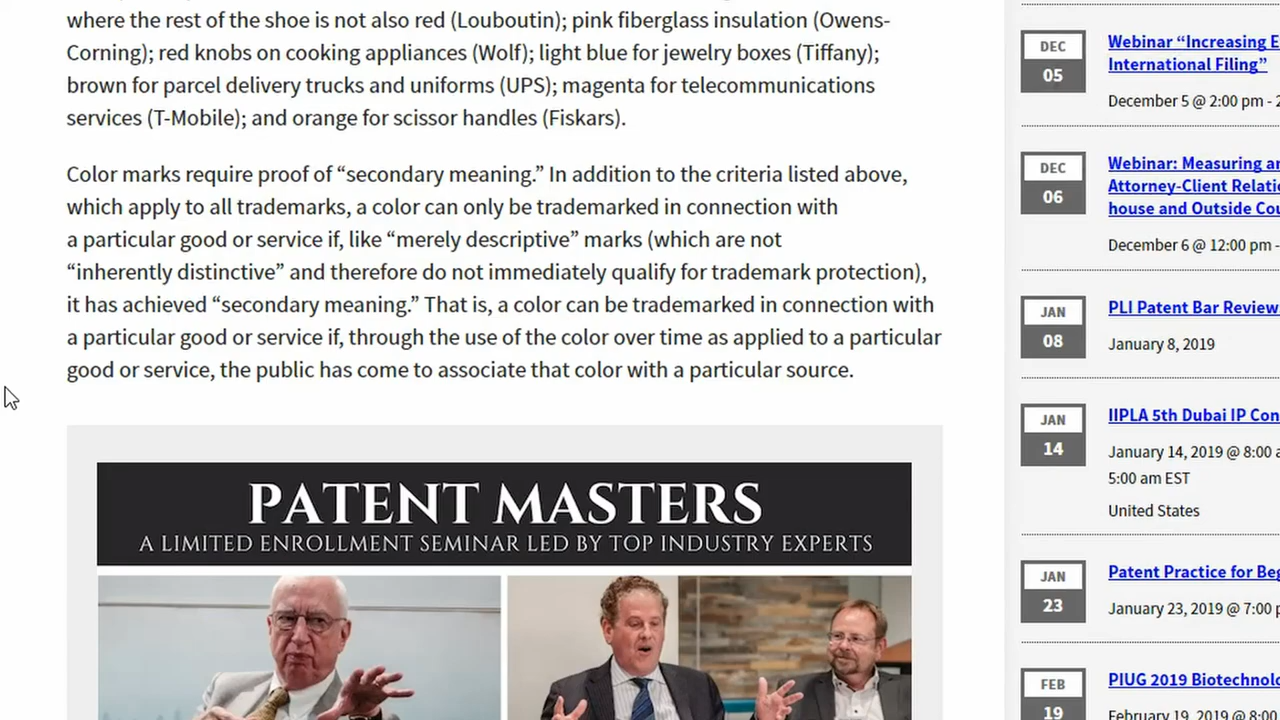 where the rest of the shoe is not also red (Louboutin); pink fiberglass insulation (Owens-
Corning); red knobs on cooking appliances (Wolf); light blue for jewelry boxes (Tiffany);
brown for parcel delivery trucks and uniforms (UPS); magenta for telecommunications
services (T-Mobile); and orange for scissor handles (Fiskars).
Color marks require proof of “secondary meaning.” In addition to the criteria listed above,
which apply to all trademarks, a color can only be trademarked in connection with
a particular good or service if, like “merely descriptive” marks (which are not
“inherently distinctive” and therefore do not immediately qualify for trademark protection),
it has achieved “secondary meaning.” That is, a color can be trademarked in connection with
a particular good or service if, through the use of the color over time as applied to a particular
good or service, the public has come to associate that color with a particular source.
PATENT MASTERS
A LIMITED ENROLLMENT SEMINAR LED BY TOP INDUSTRY EXPERTS
DEC
05
Webinar “Increasing E
International Filing”
December 5 @ 2:00 pm - 2
DEC
06
Webinar: Measuring an
Attorney-Client Relati
house and Outside Cou
December 6 @ 12:00 pm -
JAN
08
PLI Patent Bar Review
January 8, 2019
JAN
14
IIPLA 5th Dubai IP Con
January 14, 2019 @ 8:00 a
5:00 am EST
United States
JAN
23
Patent Practice for Beg
January 23, 2019 @ 7:00 p
FEB
19
PIUG 2019 Biotechnolo
February 19, 2019 @ 8:00